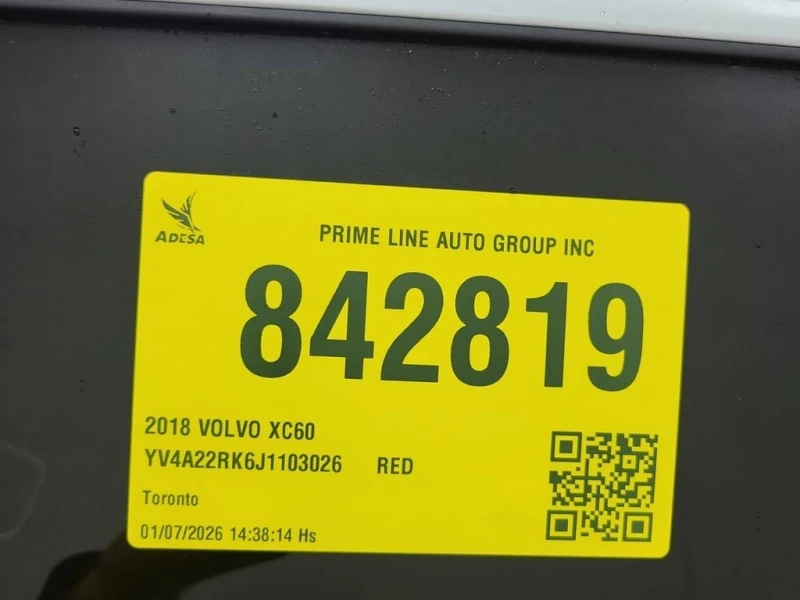 ADESA
PRIME LINE AUTO GROUP INC
842819
2018 VOLVO XC60
YV4A22RK6J1103026 RED
Toronto
01/07/2026 14:38:14 Hs